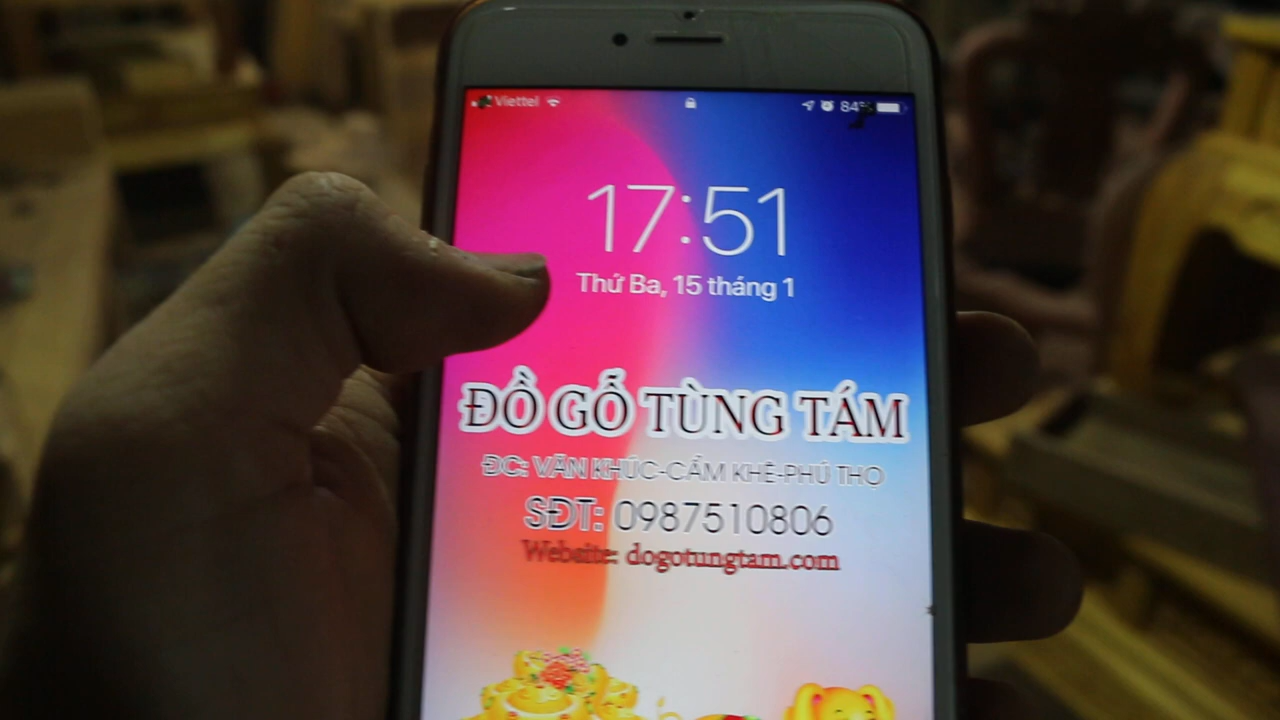 Viettel 84%
17:51
Thứ Ba, 15 tháng 1
ĐỒ GỖ TÙNG TÁM
ĐC: VĂN KHÚC-CẨM KHÊ-PHÚ THỌ
SĐT: 0987510806
Website: dogotungtam.com